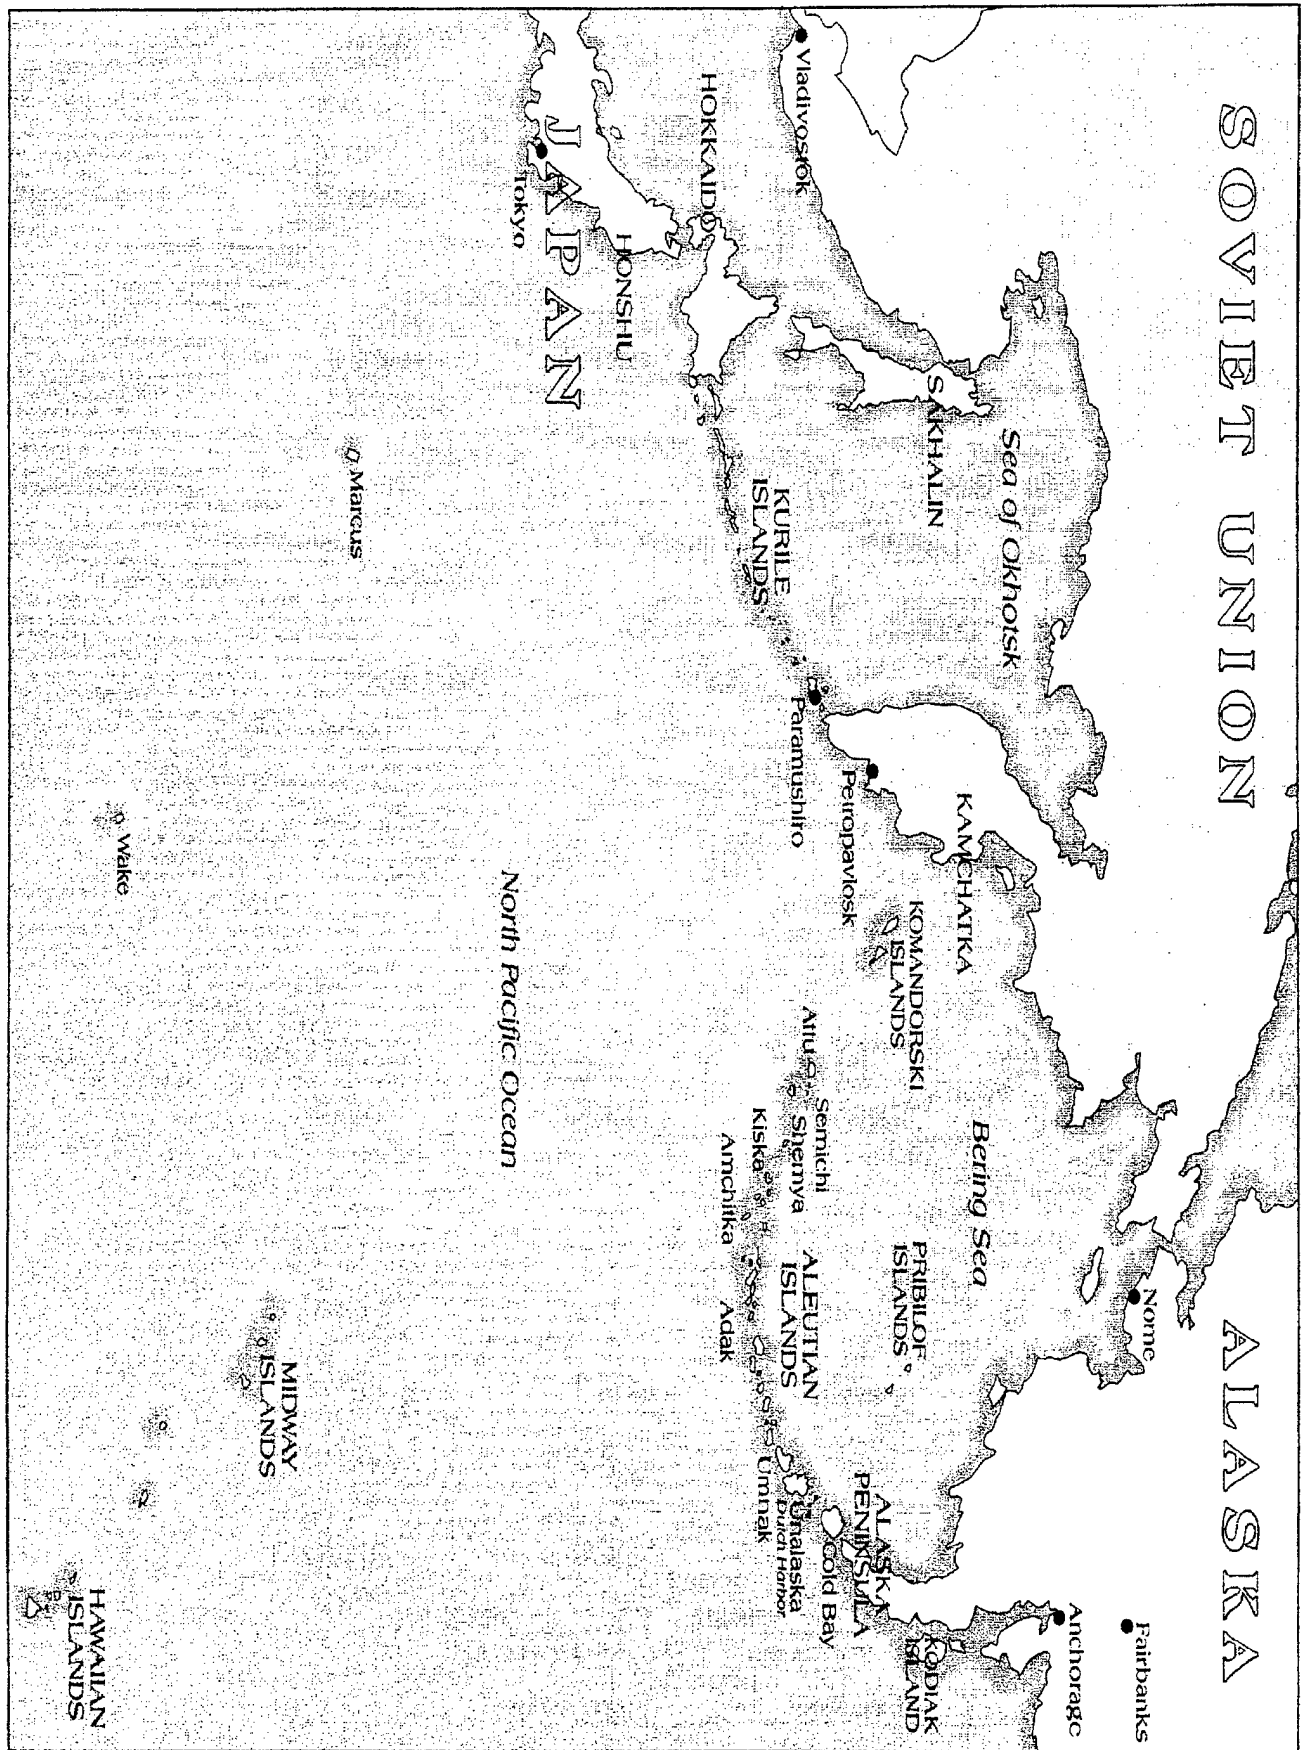 SOVIET UNION
ALASKA
Fairbanks
Anchorage
Nome
Vladivostok
HOKKAIDO
SAKHALIN
Sea of Okhotsk
KAMCHATKA
Bering Sea
KOMANDORSKI
ISLANDS
PRIBILOF
ISLANDS
KODIAK
ISLAND
ALASKA
PENINSULA
Petropavlosk
Paramushiro
KURILE
ISLANDS
HONSHU
JAPAN
Tokyo
Attu
Semichi
Shemya
Kiska
Amchitka
ALEUTIAN
ISLANDS
Adak
Cold Bay
Unalaska
Dutch Harbor
Umnak
North Pacific Ocean
Marcus
MIDWAY
ISLANDS
Wake
HAWAIIAN
ISLANDS